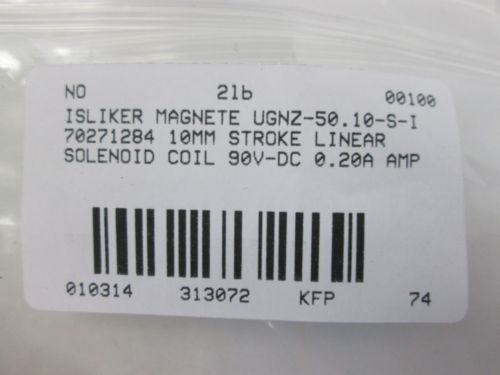 NO 2lb 00100
ISLIKER MAGNETE UGNZ-50.10-S-I
70271284 10MM STROKE LINEAR
SOLENOID COIL 90V-DC 0.20A AMP
010314 313072 KFP 74